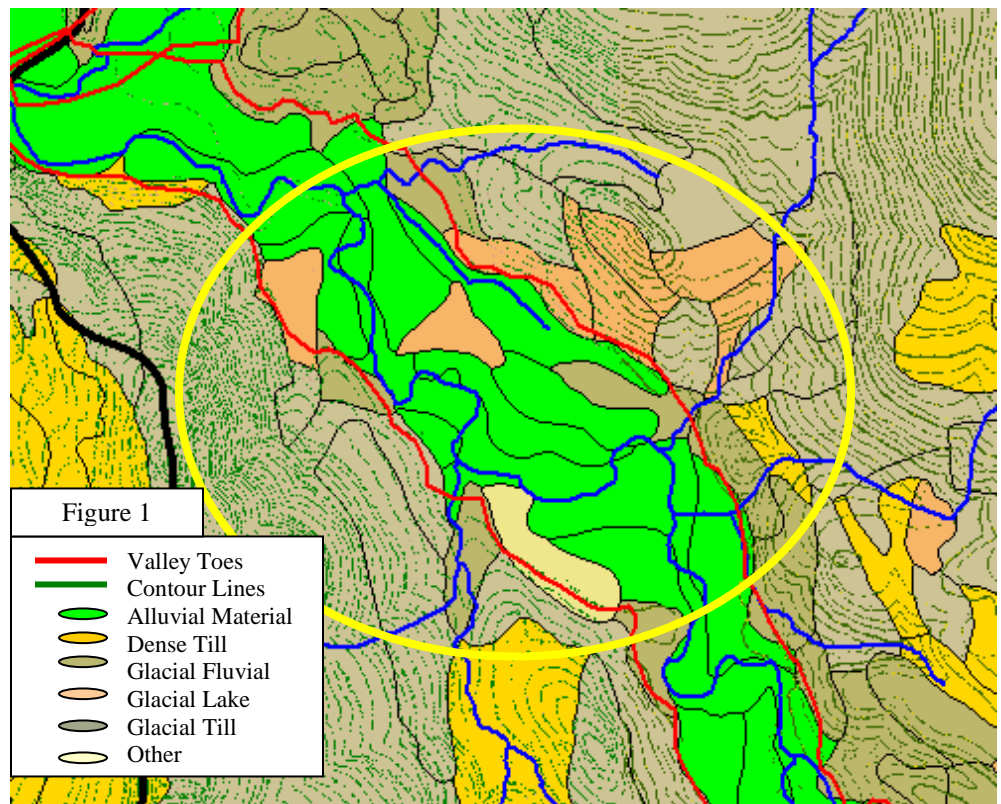 Figure 1
Valley Toes
Contour Lines
Alluvial Material
Dense Till
Glacial Fluvial
Glacial Lake
Glacial Till
Other